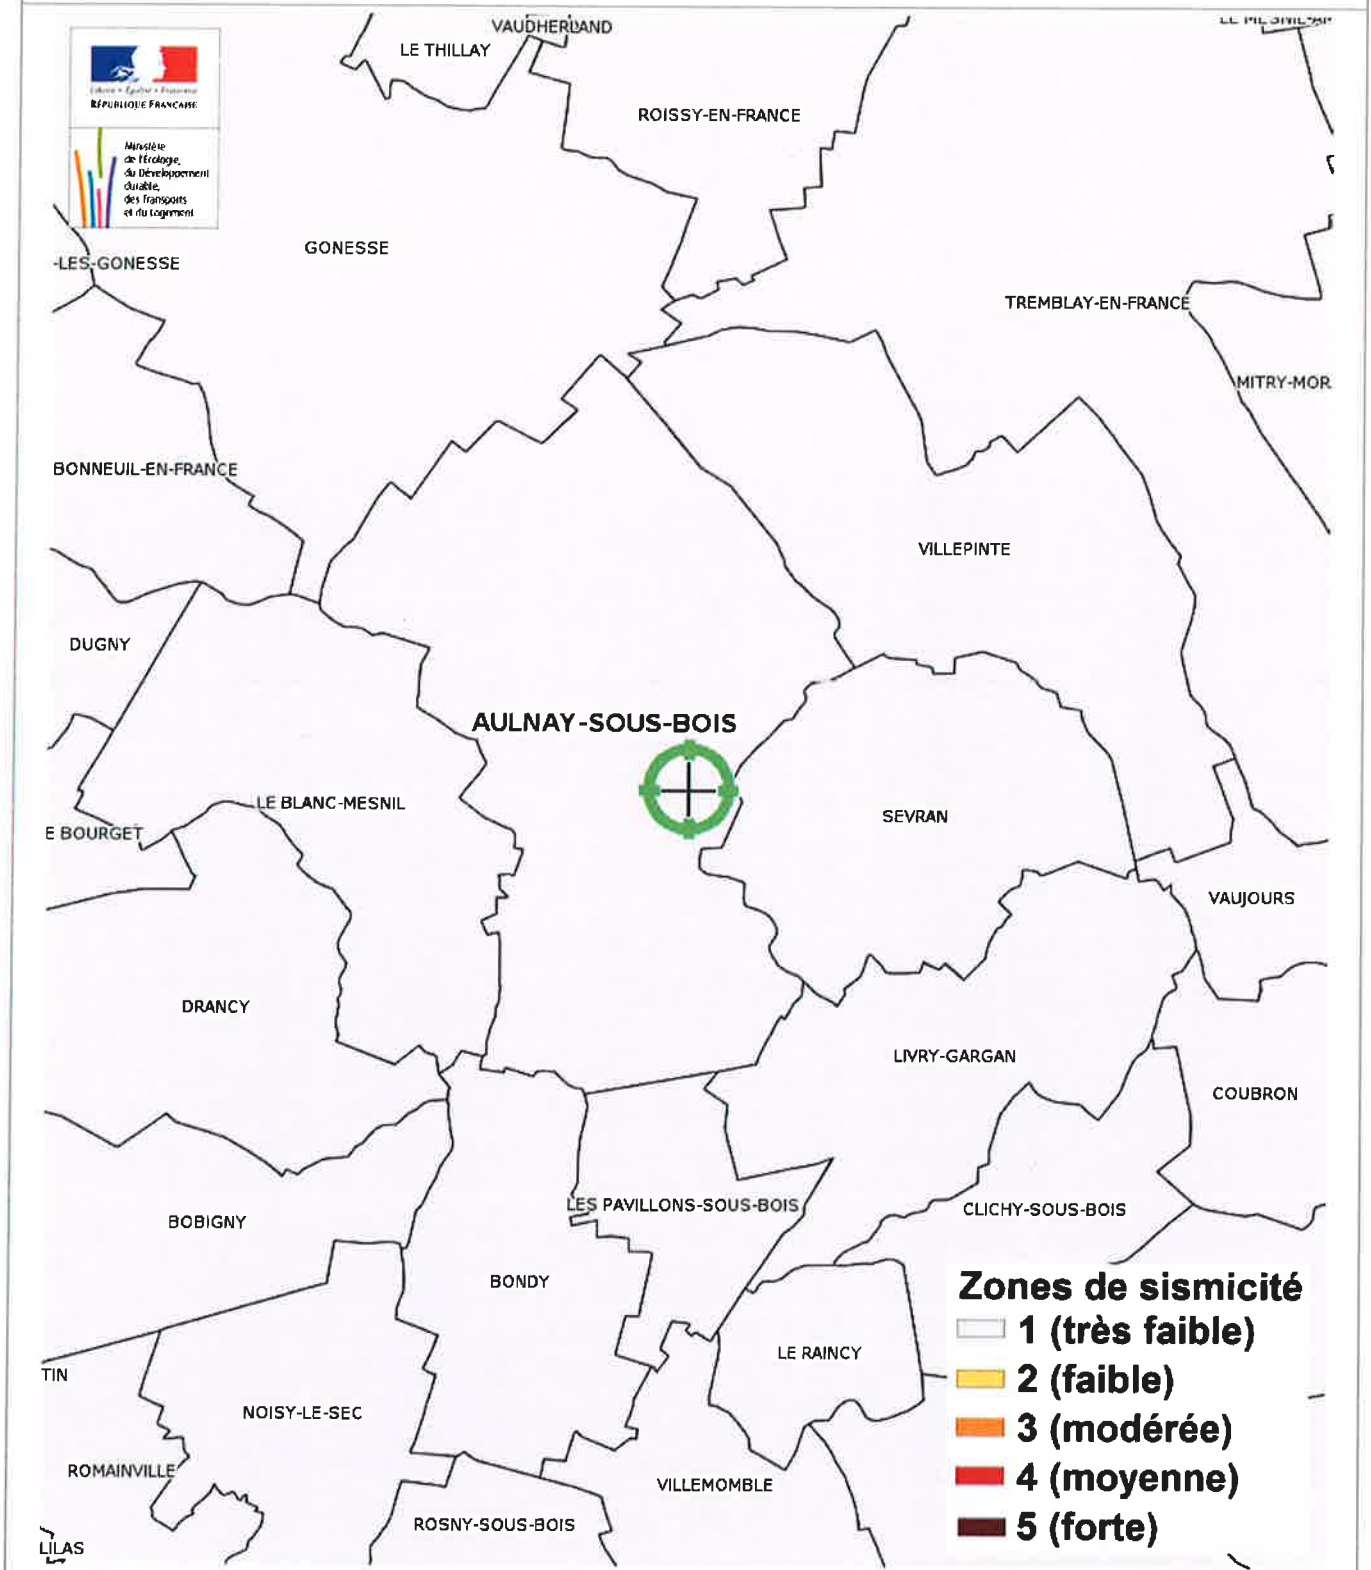 VAUDHERLAND
LE THILLAY
Liberté • Égalité • Fraternité
RÉPUBLIQUE FRANÇAISE
ROISSY-EN-FRANCE
Ministère
de l'Écologie,
du Développement
durable,
des Transports
et du Logement
GONESSE
-LES-GONESSE
TREMBLAY-EN-FRANCE
MITRY-MOR
BONNEUIL-EN-FRANCE
VILLEPINTE
DUGNY
AULNAY-SOUS-BOIS
LE BLANC-MESNIL
SEVRAN
E BOURGET
VAUJOURS
DRANCY
LIVRY-GARGAN
COUBRON
LES PAVILLONS-SOUS-BOIS
CLICHY-SOUS-BOIS
BOBIGNY
BONDY
Zones de sismicité
1 (très faible)
2 (faible)
3 (modérée)
4 (moyenne)
5 (forte)
LE RAINCY
TIN
NOISY-LE-SEC
ROMAINVILLE
VILLEMOMBLE
ROSNY-SOUS-BOIS
LILAS